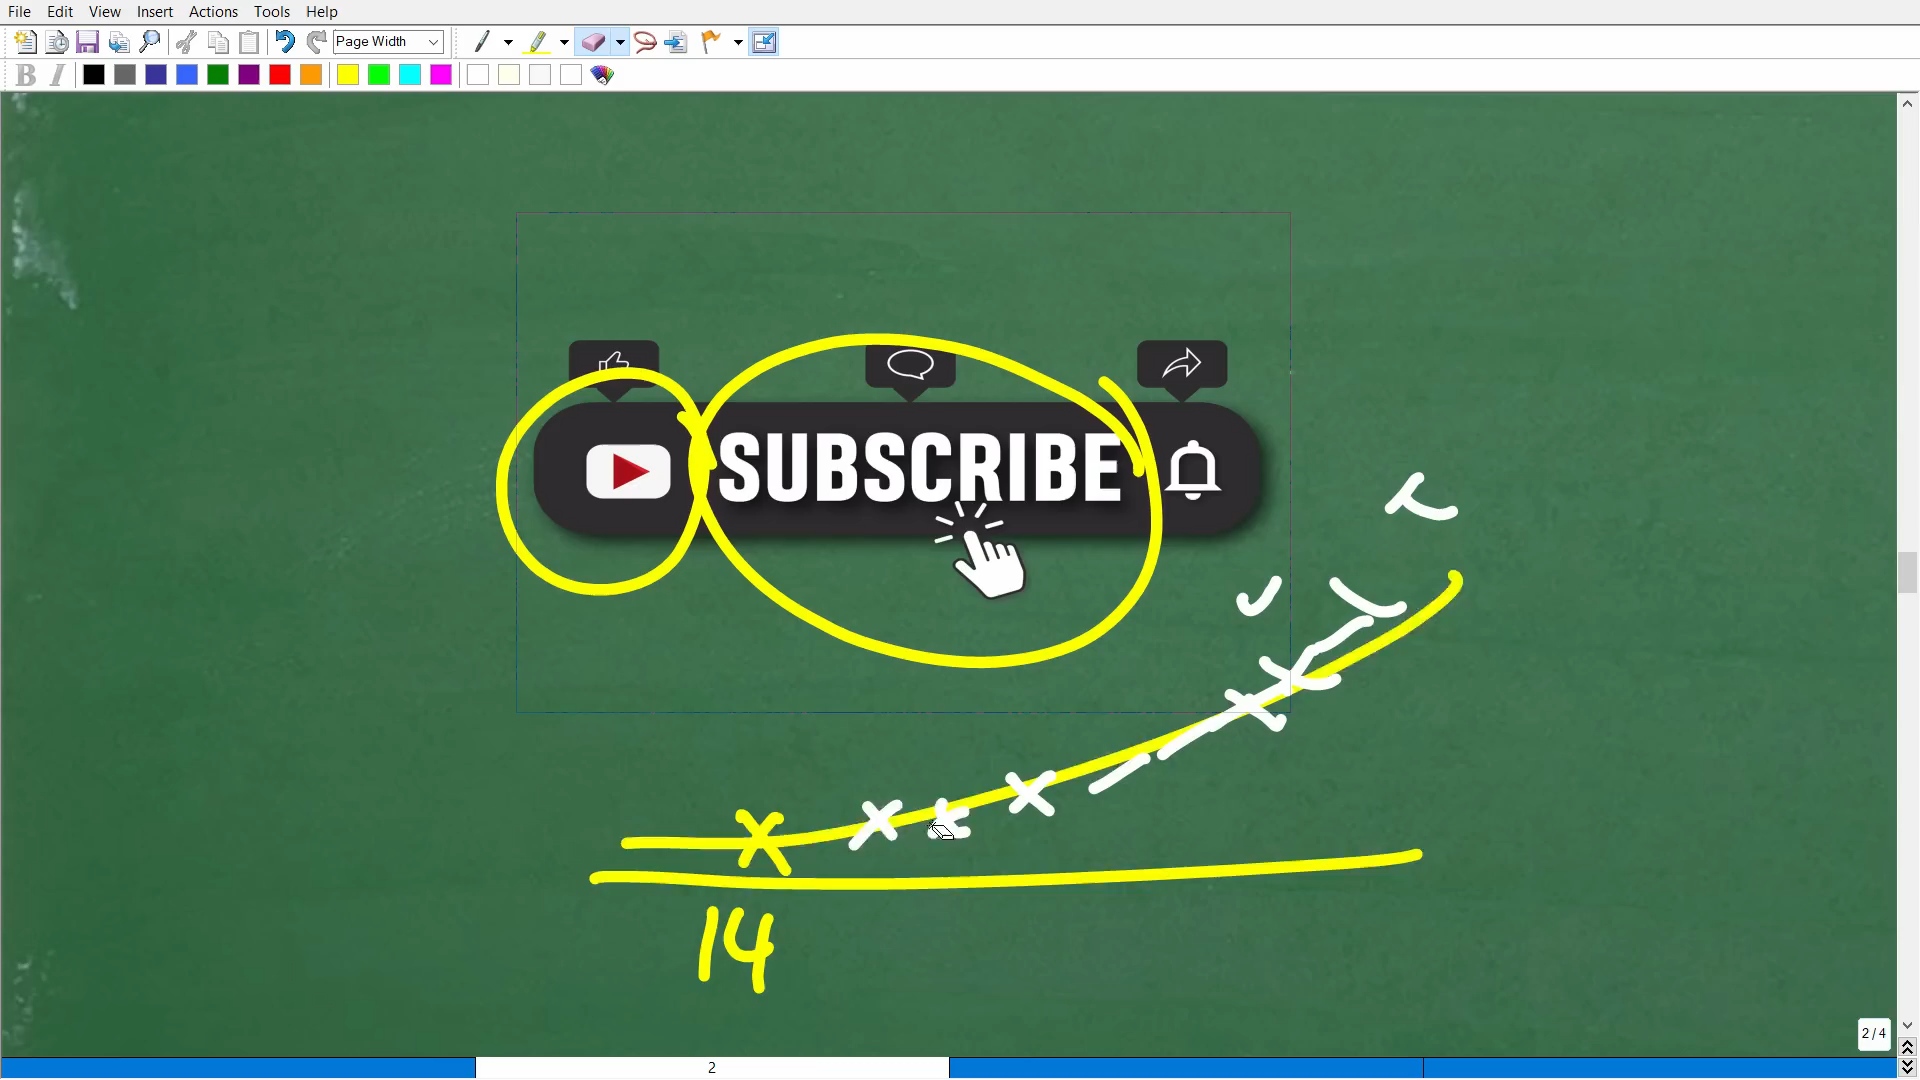 File Edit View Insert Actions Tools Help
Page Width
B I
SUBSCRIBE
14
2 / 4
2